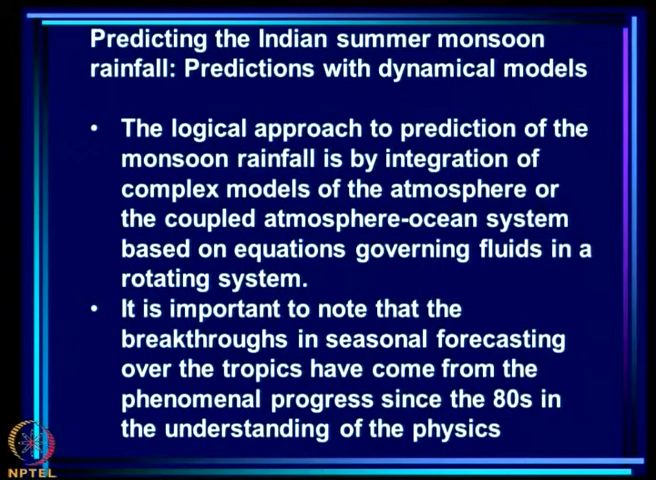 Predicting the Indian summer monsoon
rainfall: Predictions with dynamical models
• The logical approach to prediction of the
monsoon rainfall is by integration of
complex models of the atmosphere or
the coupled atmosphere-ocean system
based on equations governing fluids in a
rotating system.
• It is important to note that the
breakthroughs in seasonal forecasting
over the tropics have come from the
phenomenal progress since the 80s in
the understanding of the physics
NPTEL